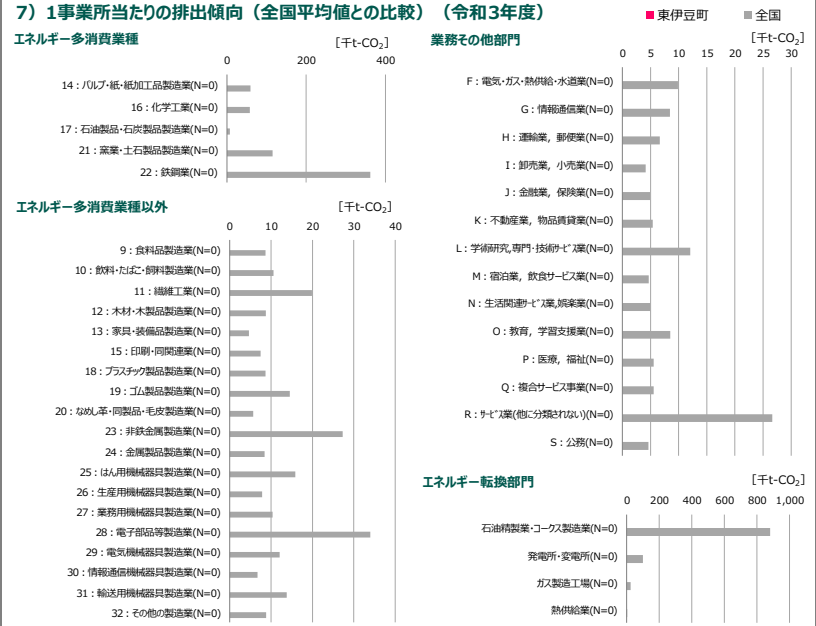 7）1事業所当たりの排出傾向（全国平均値との比較）（令和3年度）
■東伊豆町 ■全国
エネルギー多消費業種
[千t-CO₂]
0 200 400
14：パルプ・紙・紙加工品製造業(N=0)
16：化学工業(N=0)
17：石油製品・石炭製品製造業(N=0)
21：窯業・土石製品製造業(N=0)
22：鉄鋼業(N=0)
エネルギー多消費業種以外
[千t-CO₂]
0 10 20 30 40
9：食料品製造業(N=0)
10：飲料・たばこ・飼料製造業(N=0)
11：繊維工業(N=0)
12：木材・木製品製造業(N=0)
13：家具・装備品製造業(N=0)
15：印刷・同関連業(N=0)
18：プラスチック製品製造業(N=0)
19：ゴム製品製造業(N=0)
20：なめし革・同製品・毛皮製造業(N=0)
23：非鉄金属製造業(N=0)
24：金属製品製造業(N=0)
25：はん用機械器具製造業(N=0)
26：生産用機械器具製造業(N=0)
27：業務用機械器具製造業(N=0)
28：電子部品等製造業(N=0)
29：電気機械器具製造業(N=0)
30：情報通信機械器具製造業(N=0)
31：輸送用機械器具製造業(N=0)
32：その他の製造業(N=0)
業務その他部門
[千t-CO₂]
0 5 10 15 20 25 30
F：電気・ガス・熱供給・水道業(N=0)
G：情報通信業(N=0)
H：運輸業，郵便業(N=0)
I：卸売業，小売業(N=0)
J：金融業，保険業(N=0)
K：不動産業，物品賃貸業(N=0)
L：学術研究,専門・技術サービス業(N=0)
M：宿泊業，飲食サービス業(N=0)
N：生活関連サービス業,娯楽業(N=0)
O：教育，学習支援業(N=0)
P：医療，福祉(N=0)
Q：複合サービス事業(N=0)
R：サービス業(他に分類されない)(N=0)
S：公務(N=0)
エネルギー転換部門
[千t-CO₂]
0 200 400 600 800 1,000
石油精製業・コークス製造業(N=0)
発電所・変電所(N=0)
ガス製造工場(N=0)
熱供給業(N=0)